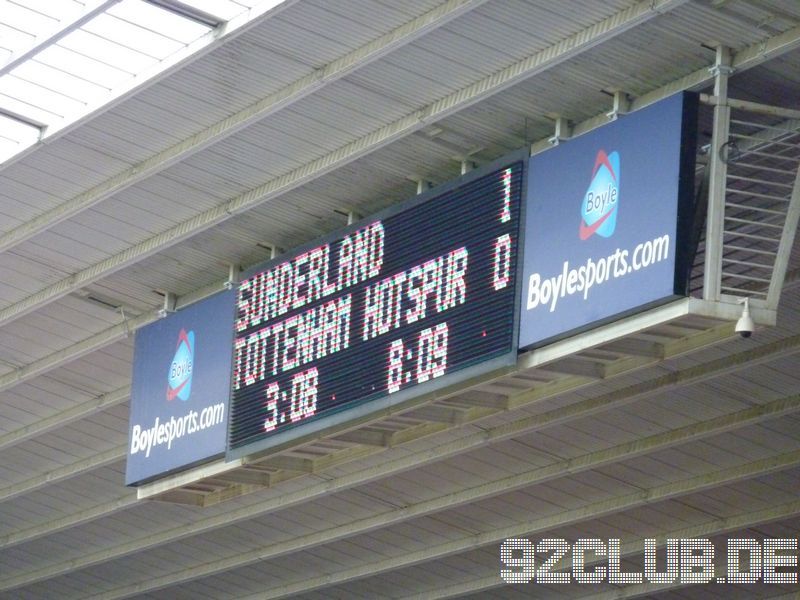 SUNDERLAND 1
TOTTENHAM HOTSPUR 0
3:08 8:09
Boyle
Boylesports.com
Boyle
Boylesports.com
92CLUB.DE